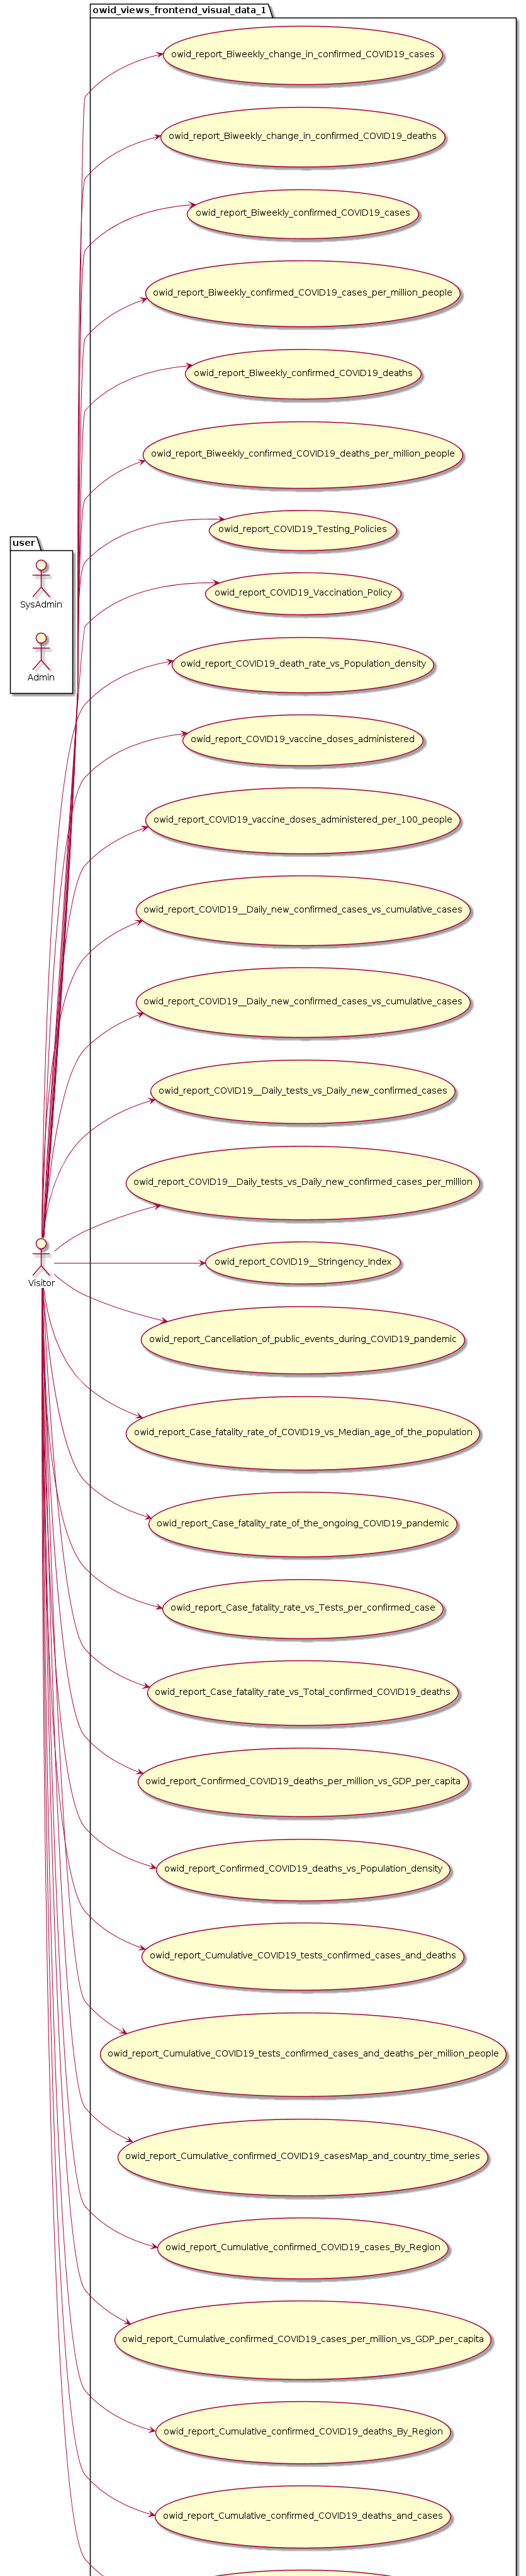 owid_views_frontend_visual_data_1
owid_report_Biweekly_change_in_confirmed_COVID19_cases
owid_report_Biweekly_change_in_confirmed_COVID19_deaths
owid_report_Biweekly_confirmed_COVID19_cases
owid_report_Biweekly_confirmed_COVID19_cases_per_million_people
owid_report_Biweekly_confirmed_COVID19_deaths
owid_report_Biweekly_confirmed_COVID19_deaths_per_million_people
owid_report_COVID19_Testing_Policies
user
SysAdmin
owid_report_COVID19_Vaccination_Policy
Admin
owid_report_COVID19_death_rate_vs_Population_density
owid_report_COVID19_vaccine_doses_administered
owid_report_COVID19_vaccine_doses_administered_per_100_people
owid_report_COVID19__Daily_new_confirmed_cases_vs_cumulative_cases
owid_report_COVID19__Daily_new_confirmed_cases_vs_cumulative_cases
owid_report_COVID19__Daily_tests_vs_Daily_new_confirmed_cases
owid_report_COVID19__Daily_tests_vs_Daily_new_confirmed_cases_per_million
owid_report_COVID19__Stringency_Index
Visitor
owid_report_Cancellation_of_public_events_during_COVID19_pandemic
owid_report_Case_fatality_rate_of_COVID19_vs_Median_age_of_the_population
owid_report_Case_fatality_rate_of_the_ongoing_COVID19_pandemic
owid_report_Case_fatality_rate_vs_Tests_per_confirmed_case
owid_report_Case_fatality_rate_vs_Total_confirmed_COVID19_deaths
owid_report_Confirmed_COVID19_deaths_per_million_vs_GDP_per_capita
owid_report_Confirmed_COVID19_deaths_vs_Population_density
owid_report_Cumulative_COVID19_tests_confirmed_cases_and_deaths
owid_report_Cumulative_COVID19_tests_confirmed_cases_and_deaths_per_million_people
owid_report_Cumulative_confirmed_COVID19_casesMap_and_country_time_series
owid_report_Cumulative_confirmed_COVID19_cases_By_Region
owid_report_Cumulative_confirmed_COVID19_cases_per_million_vs_GDP_per_capita
owid_report_Cumulative_confirmed_COVID19_deaths_By_Region
owid_report_Cumulative_confirmed_COVID19_deaths_and_cases